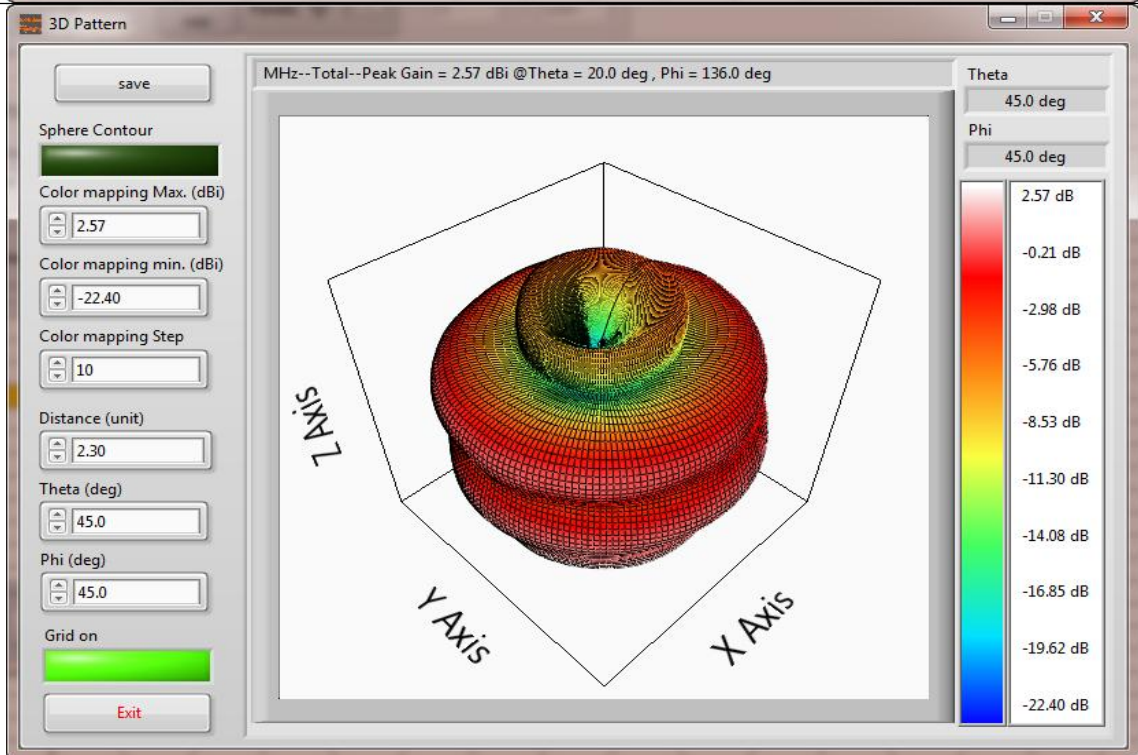 3D Pattern
save
Sphere Contour
Color mapping Max. (dBi)
2.57
Color mapping min. (dBi)
-22.40
Color mapping Step
10
Distance (unit)
2.30
Theta (deg)
45.0
Phi (deg)
45.0
Grid on
Exit
MHz--Total--Peak Gain = 2.57 dBi @Theta = 20.0 deg , Phi = 136.0 deg
Z Axis
Y Axis
X Axis
Theta
45.0 deg
Phi
45.0 deg
2.57 dB
-0.21 dB
-2.98 dB
-5.76 dB
-8.53 dB
-11.30 dB
-14.08 dB
-16.85 dB
-19.62 dB
-22.40 dB